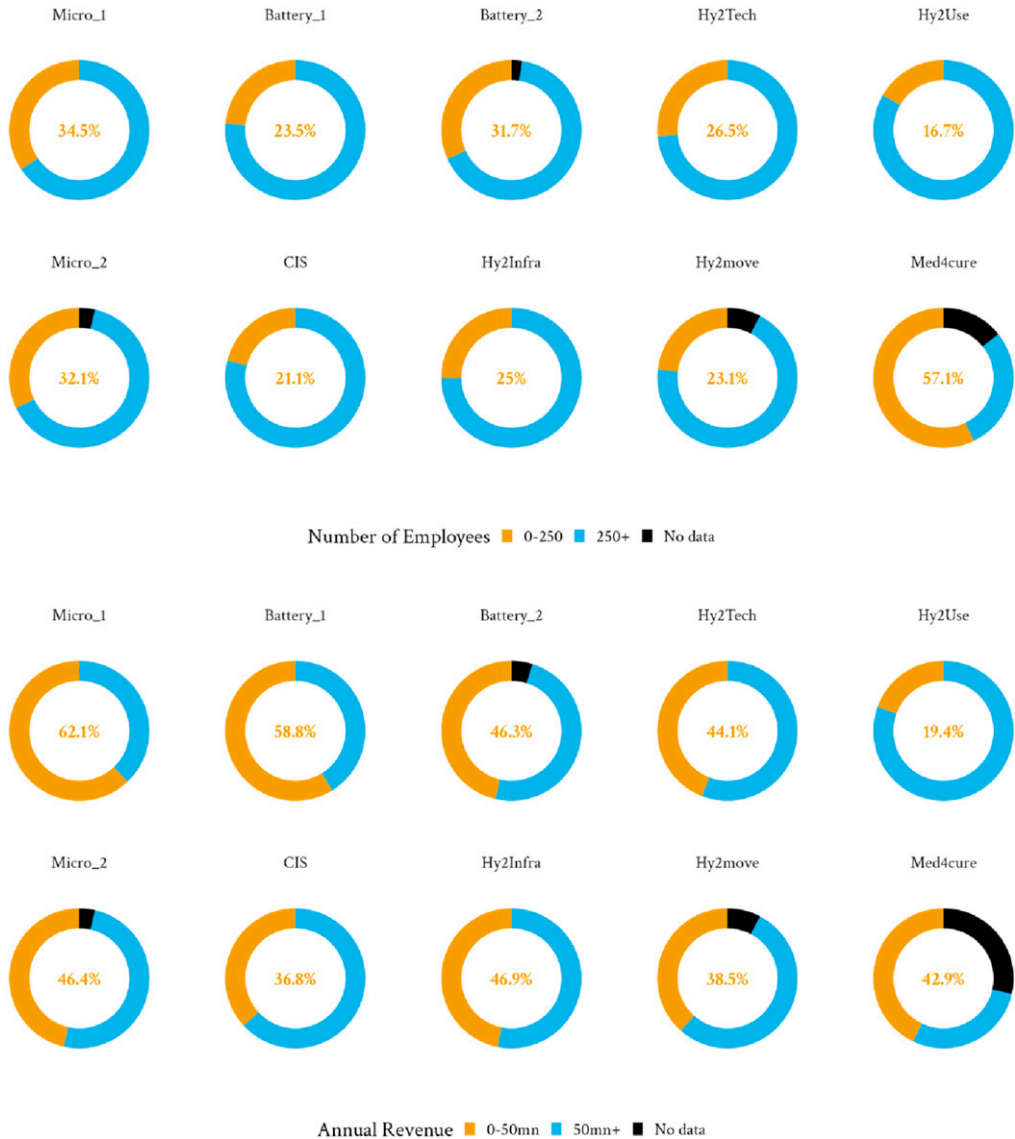 Micro_1 Battery_1 Battery_2 Hy2Tech Hy2Use
34.5% 23.5% 31.7% 26.5% 16.7%
Micro_2 CIS Hy2Infra Hy2move Med4cure
32.1% 21.1% 25% 23.1% 57.1%
Number of Employees 0-250 250+ No data
Micro_1 Battery_1 Battery_2 Hy2Tech Hy2Use
62.1% 58.8% 46.3% 44.1% 19.4%
Micro_2 CIS Hy2Infra Hy2move Med4cure
46.4% 36.8% 46.9% 38.5% 42.9%
Annual Revenue 0-50mn 50mn+ No data